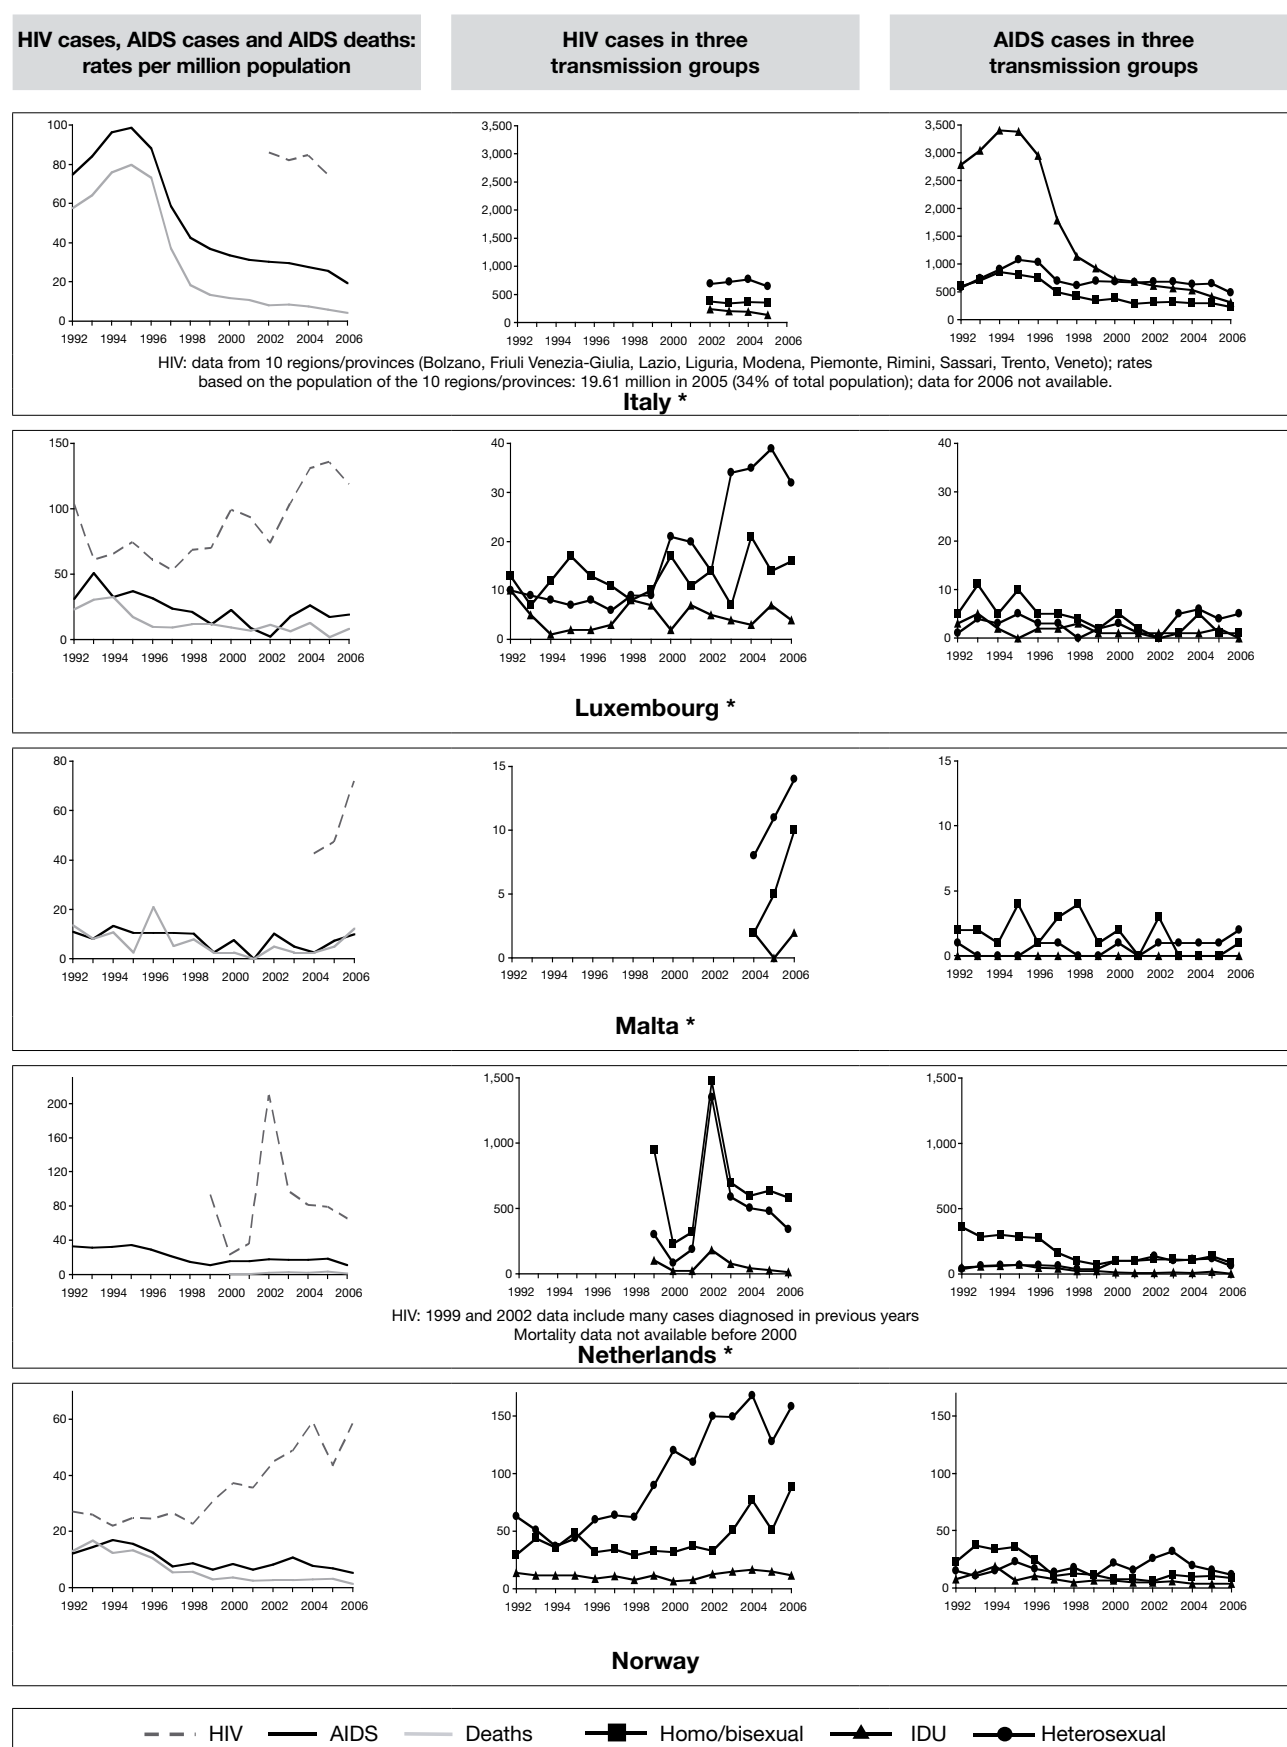 HIV cases, AIDS cases and AIDS deaths:
rates per million population
HIV cases in three
transmission groups
AIDS cases in three
transmission groups
100
80
60
40
20
0
1992 1994 1996 1998 2000 2002 2004 2006
3,500
3,000
2,500
2,000
1,500
1,000
500
0
1992 1994 1996 1998 2000 2002 2004 2006
3,500
3,000
2,500
2,000
1,500
1,000
500
0
1992 1994 1996 1998 2000 2002 2004 2006
HIV: data from 10 regions/provinces (Bolzano, Friuli Venezia-Giulia, Lazio, Liguria, Modena, Piemonte, Rimini, Sassari, Trento, Veneto); rates
based on the population of the 10 regions/provinces: 19.61 million in 2005 (34% of total population); data for 2006 not available.
Italy *
150
100
50
0
1992 1994 1996 1998 2000 2002 2004 2006
40
30
20
10
0
1992 1994 1996 1998 2000 2002 2004 2006
40
30
20
10
0
1992 1994 1996 1998 2000 2002 2004 2006
Luxembourg *
80
60
40
20
0
1992 1994 1996 1998 2000 2002 2004 2006
15
10
5
0
1992 1994 1996 1998 2000 2002 2004 2006
15
10
5
0
1992 1994 1996 1998 2000 2002 2004 2006
Malta *
200
160
120
80
40
0
1992 1994 1996 1998 2000 2002 2004 2006
1,500
1,000
500
0
1992 1994 1996 1998 2000 2002 2004 2006
1,500
1,000
500
0
1992 1994 1996 1998 2000 2002 2004 2006
HIV: 1999 and 2002 data include many cases diagnosed in previous years
Mortality data not available before 2000
Netherlands *
60
40
20
0
1992 1994 1996 1998 2000 2002 2004 2006
150
100
50
0
1992 1994 1996 1998 2000 2002 2004 2006
150
100
50
0
1992 1994 1996 1998 2000 2002 2004 2006
Norway
HIV AIDS Deaths Homo/bisexual IDU Heterosexual